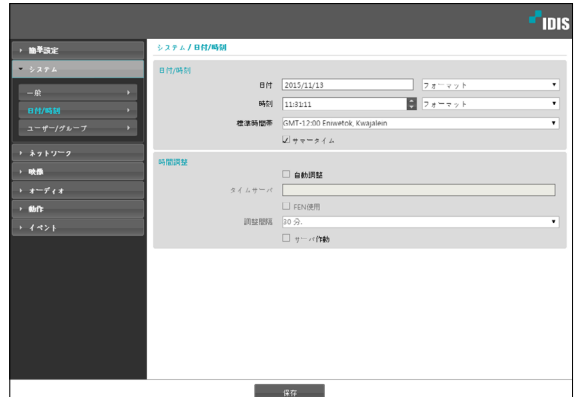 IDIS
簡単設定
システム
一般
日付/時刻
ユーザー/グループ
ネットワーク
映像
オーディオ
動作
イベント
システム / 日付/時刻
日付/時刻
日付 2015/11/13 フォーマット
時刻 11:31:11 フォーマット
標準時間帯 GMT-12:00 Eniwetok, Kwajalein
サマータイム
時間調整
自動調整
タイムサーバ
FEN使用
調整間隔 30 分.
サーバ作動
保存